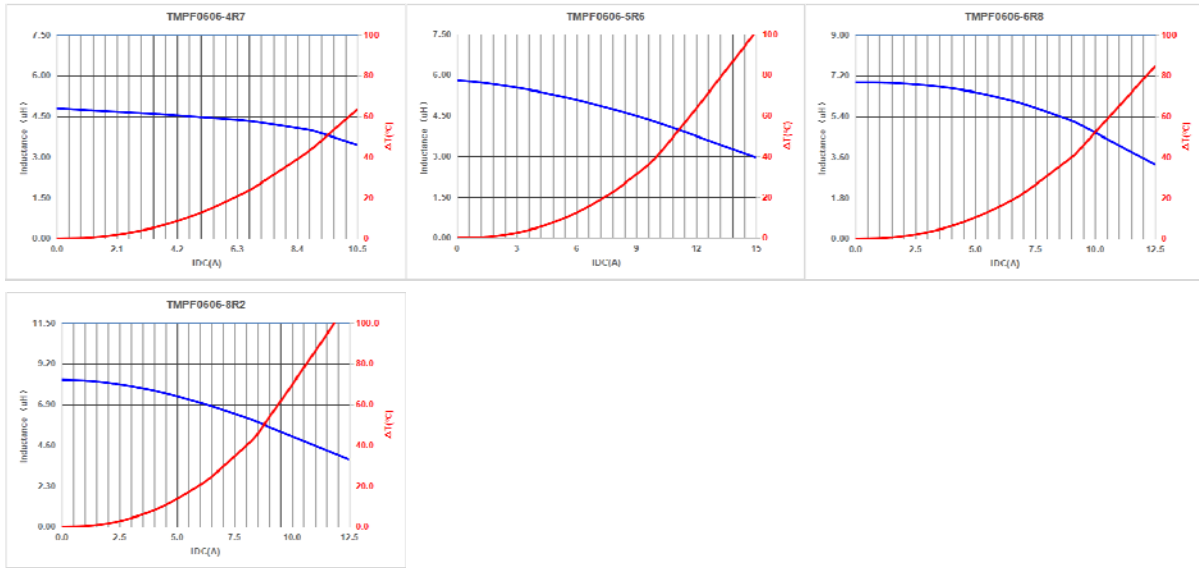 TMPF0606-4R7
7.50
6.00
4.50
3.00
1.50
0.00
Inductance (uH)
100
80
60
40
20
0
ΔT(ºC)
0.0 2.1 4.2 6.3 8.4 10.5
IDC(A)
TMPF0606-5R6
7.50
6.00
4.50
3.00
1.50
0.00
Inductance (uH)
100
80
60
40
20
0
ΔT(ºC)
0 3 6 9 12 15
IDC(A)
TMPF0606-6R8
9.00
7.20
5.40
3.60
1.80
0.00
Inductance (uH)
100
80
60
40
20
0
ΔT(ºC)
0.0 2.5 5.0 7.5 10.0 12.5
IDC(A)
TMPF0606-8R2
11.50
9.20
6.90
4.60
2.30
0.00
Inductance (uH)
100.0
80.0
60.0
40.0
20.0
0.0
ΔT(ºC)
0.0 2.5 5.0 7.5 10.0 12.5
IDC(A)